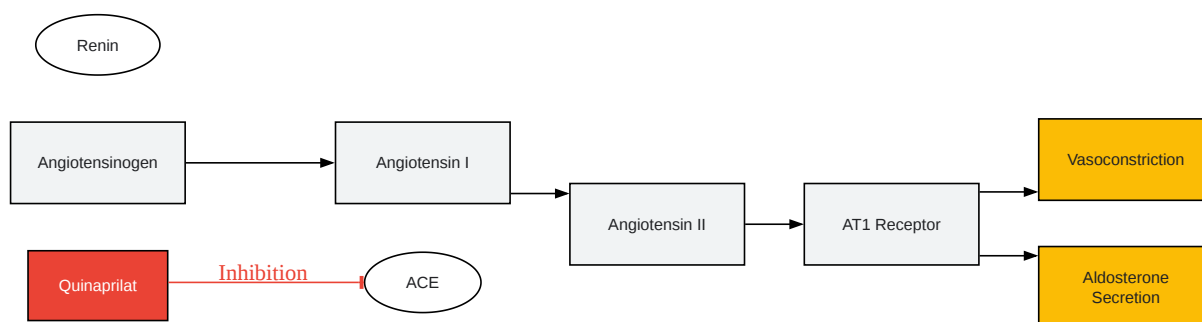 Renin
Angiotensinogen
Angiotensin I
Vasoconstriction
Angiotensin II
AT1 Receptor
Quinaprilat
Inhibition
ACE
Aldosterone
Secretion